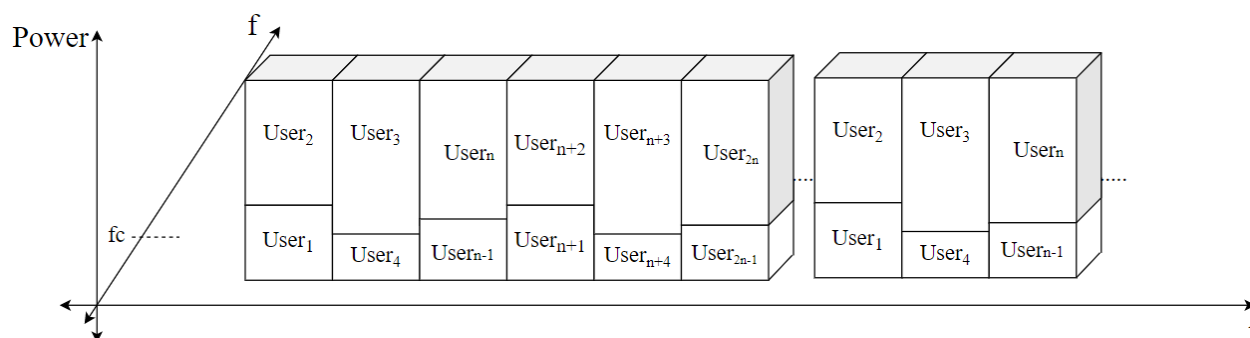 Power
f
User₂ User₃ Userₙ Userₙ₊₂ Userₙ₊₃ User₂ₙ User₂ User₃ Userₙ
User₁ User₄ Userₙ₋₁ Userₙ₊₁ Userₙ₊₄ User₂ₙ₋₁ User₁ User₄ Userₙ₋₁
fc